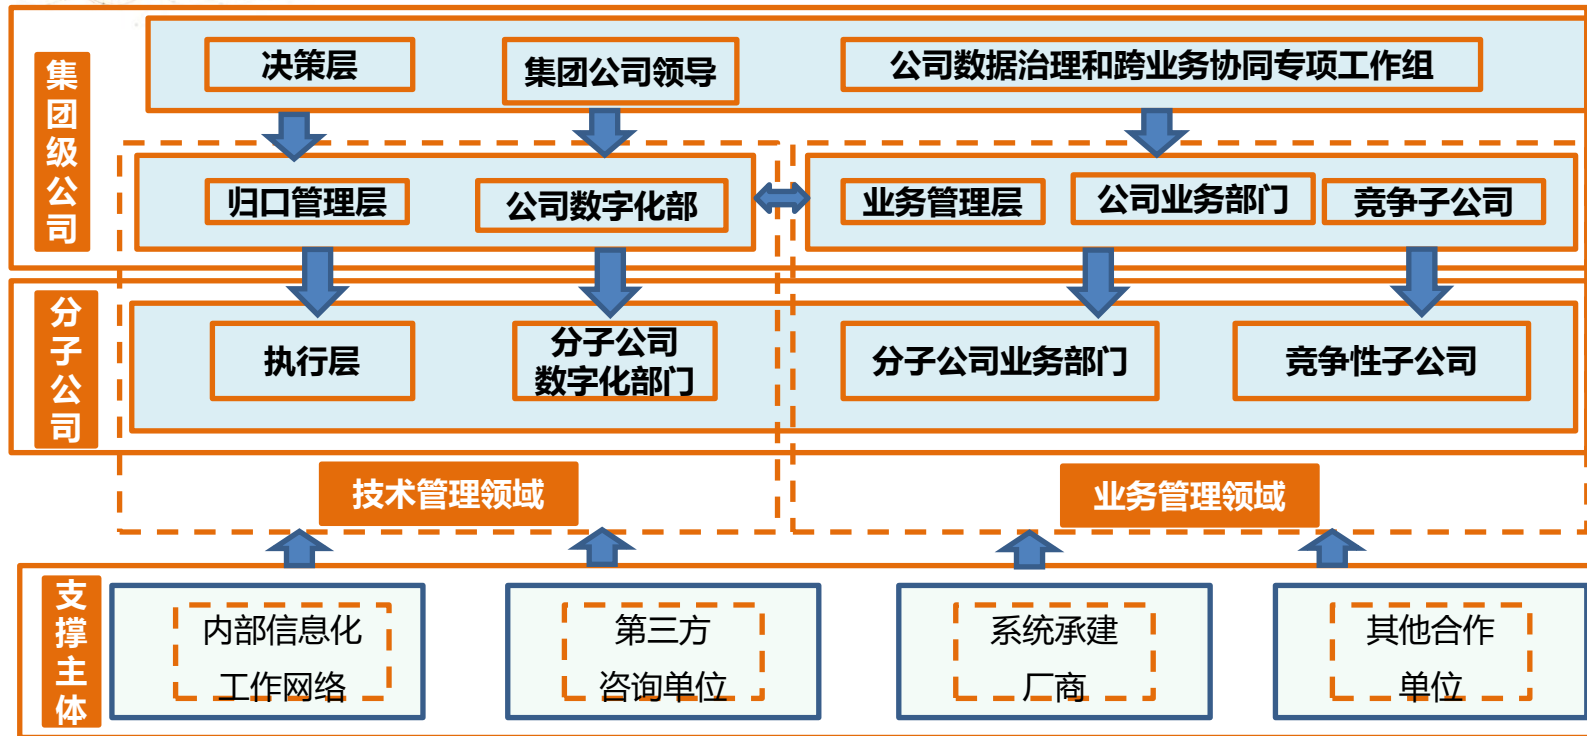 集团级公司
决策层
集团公司领导
公司数据治理和跨业务协同专项工作组
归口管理层
公司数字化部
业务管理层
公司业务部门
竞争子公司
分子公司
执行层
分子公司
数字化部门
分子公司业务部门
竞争性子公司
技术管理领域
业务管理领域
支撑主体
内部信息化
工作网络
第三方
咨询单位
系统承建
厂商
其他合作
单位